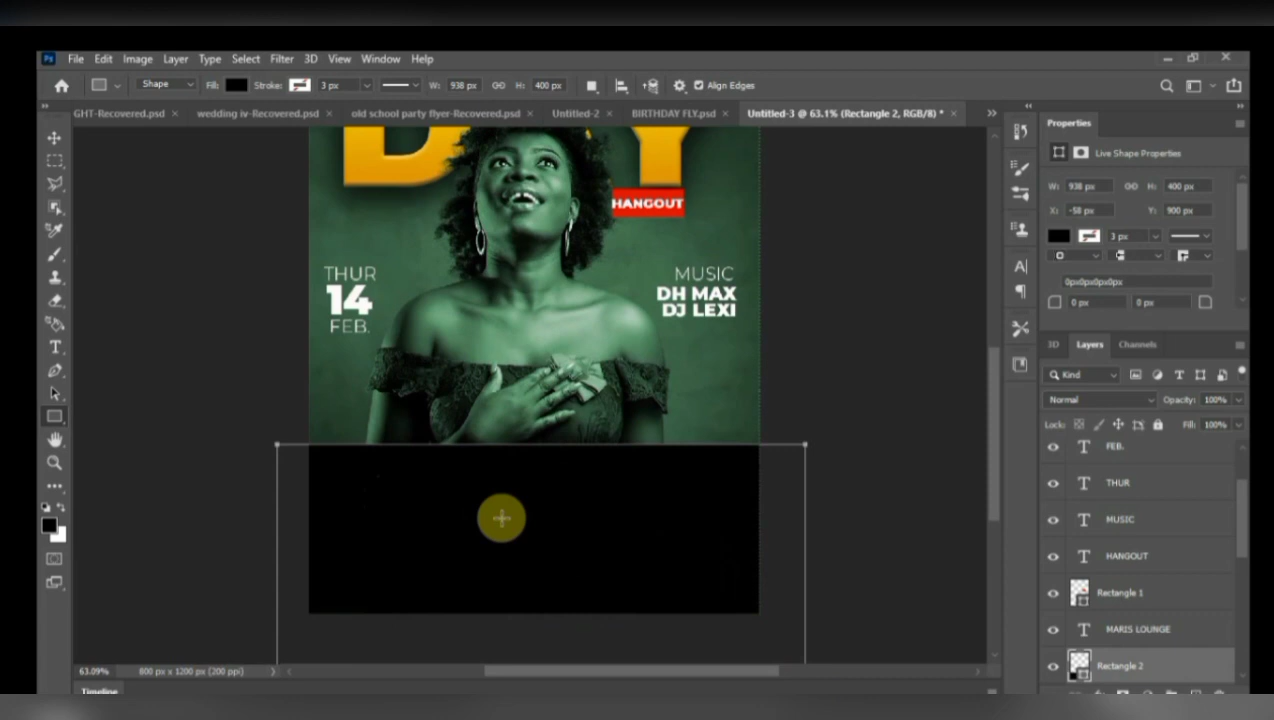 Ps File Edit Image Layer Type Select Filter 3D View Window Help
Shape Fill: Stroke: 3 px W: 938 px H: 400 px Align Edges
GHT-Recovered.psd × wedding iv-Recovered.psd × old school party flyer-Recovered.psd × Untitled-2 × BIRTHDAY FLY.psd × Untitled-3 @ 63.1% (Rectangle 2, RGB/8) * ×
HANGOUT
THUR
14
FEB.
MUSIC
DH MAX
DJ LEXI
63.09% 800 px x 1200 px (200 ppi)
Timeline
Properties
Live Shape Properties
W: 938 px H: 400 px
X: -58 px Y: 900 px
3 px
0px0px0px0px
0 px 0 px
3D Layers Channels
Kind
Normal Opacity: 100%
Lock: Fill: 100%
FEB.
THUR
MUSIC
HANGOUT
Rectangle 1
MARIS LOUNGE
Rectangle 2